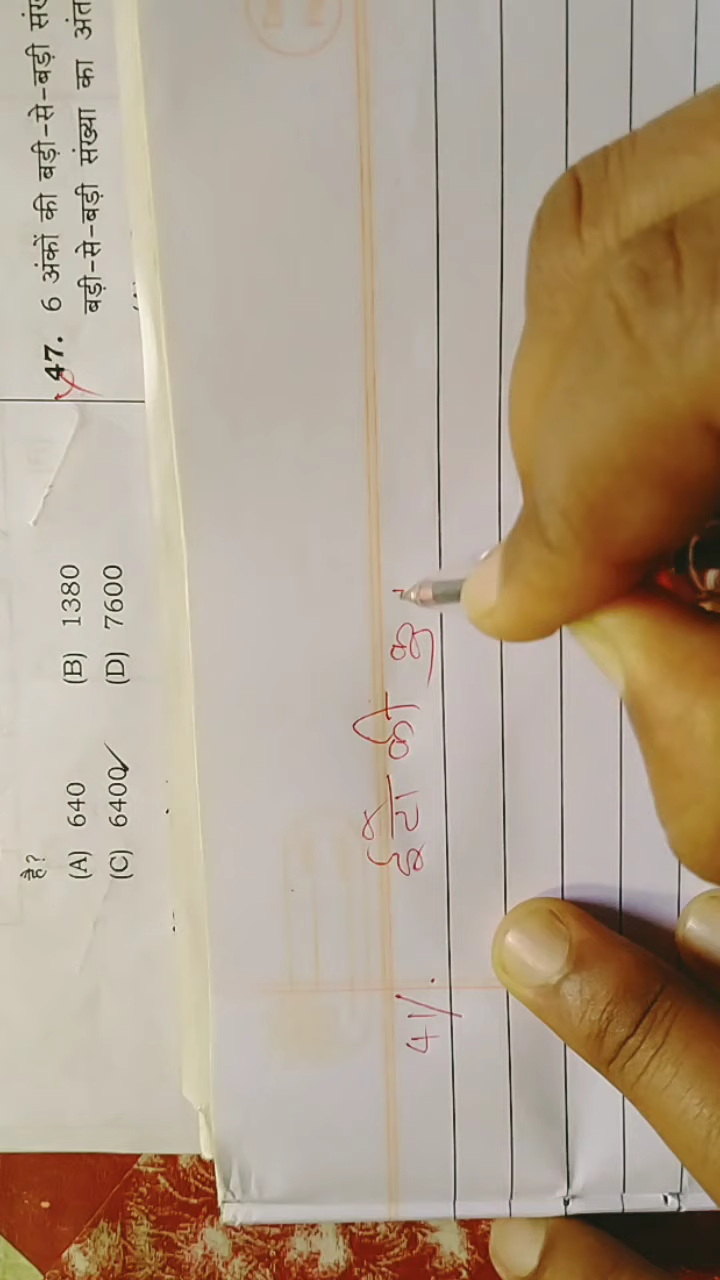 है?
(A) 640 (B) 1380
(C) 6400 (D) 7600
47. 6 अंकों की बड़ी-से-बड़ी
बड़ी-से-बड़ी संख्या का
41. ईंटों की कु